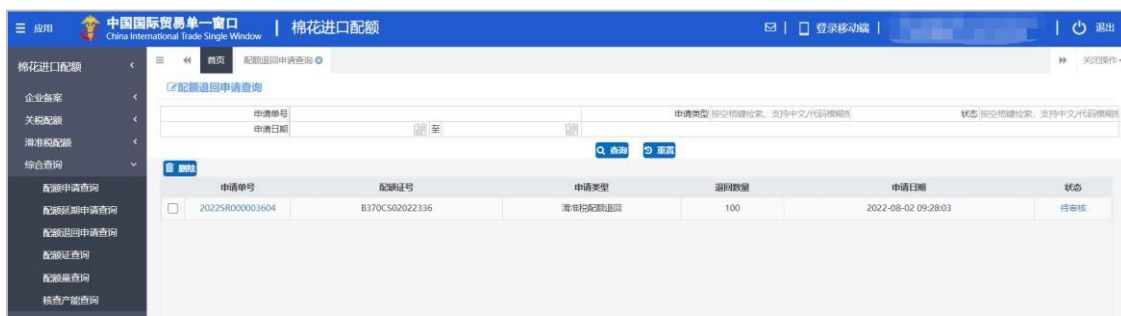 应用 中国国际贸易单一窗口 China International Trade Single Window | 棉花进口配额 登录移动端 | 退出
棉花进口配额
企业备案
关税配额
滑准税配额
综合查询
配额申请查询
配额延期申请查询
配额退回申请查询
配额证查询
配额量查询
核查产能查询
首页 配额退回申请查询 关闭操作
配额退回申请查询
申请单号 申请类型 按空格键检索，支持中文/代码模糊 状态 按空格键检索，支持中文/代码模糊
申请日期 至
查询 重置
删除
申请单号 配额证号 申请类型 退回数量 申请日期 状态
2022SR000003604 B370CS02022336 滑准税配额退回 100 2022-08-02 09:28:03 待审核